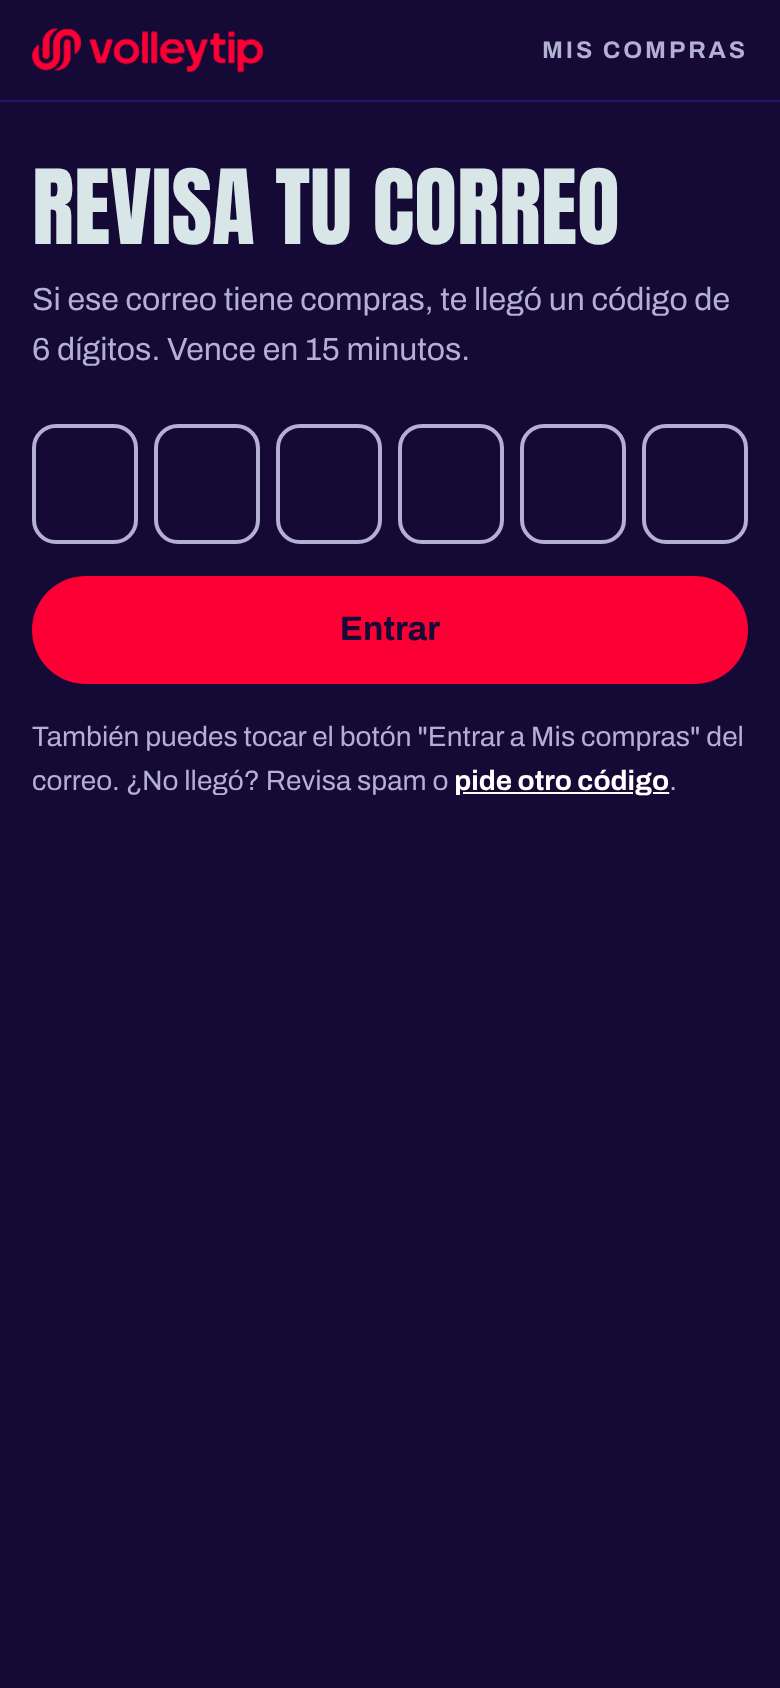 volleytip
MIS COMPRAS
REVISA TU CORREO
Si ese correo tiene compras, te llegó un código de
6 dígitos. Vence en 15 minutos.
Entrar
También puedes tocar el botón "Entrar a Mis compras" del
correo. ¿No llegó? Revisa spam o pide otro código.